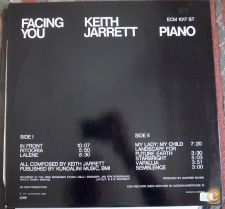 FACING YOU
KEITH JARRETT
ECM 1017 ST
PIANO
SIDE I
IN FRONT 10:07
RITOORIA 5:50
LALENE 8:30
SIDE II
MY LADY: MY CHILD 7:20
LANDSCAPE FOR
FUTURE EARTH 3:30
STARBRIGHT 5:03
VAPALLIA 3:51
SEMBLENCE 3:00
ALL COMPOSED BY KEITH JARRETT
PUBLISHED BY KUNDALINI MUSIC, BMI
PRODUCED BY MANFRED EICHER